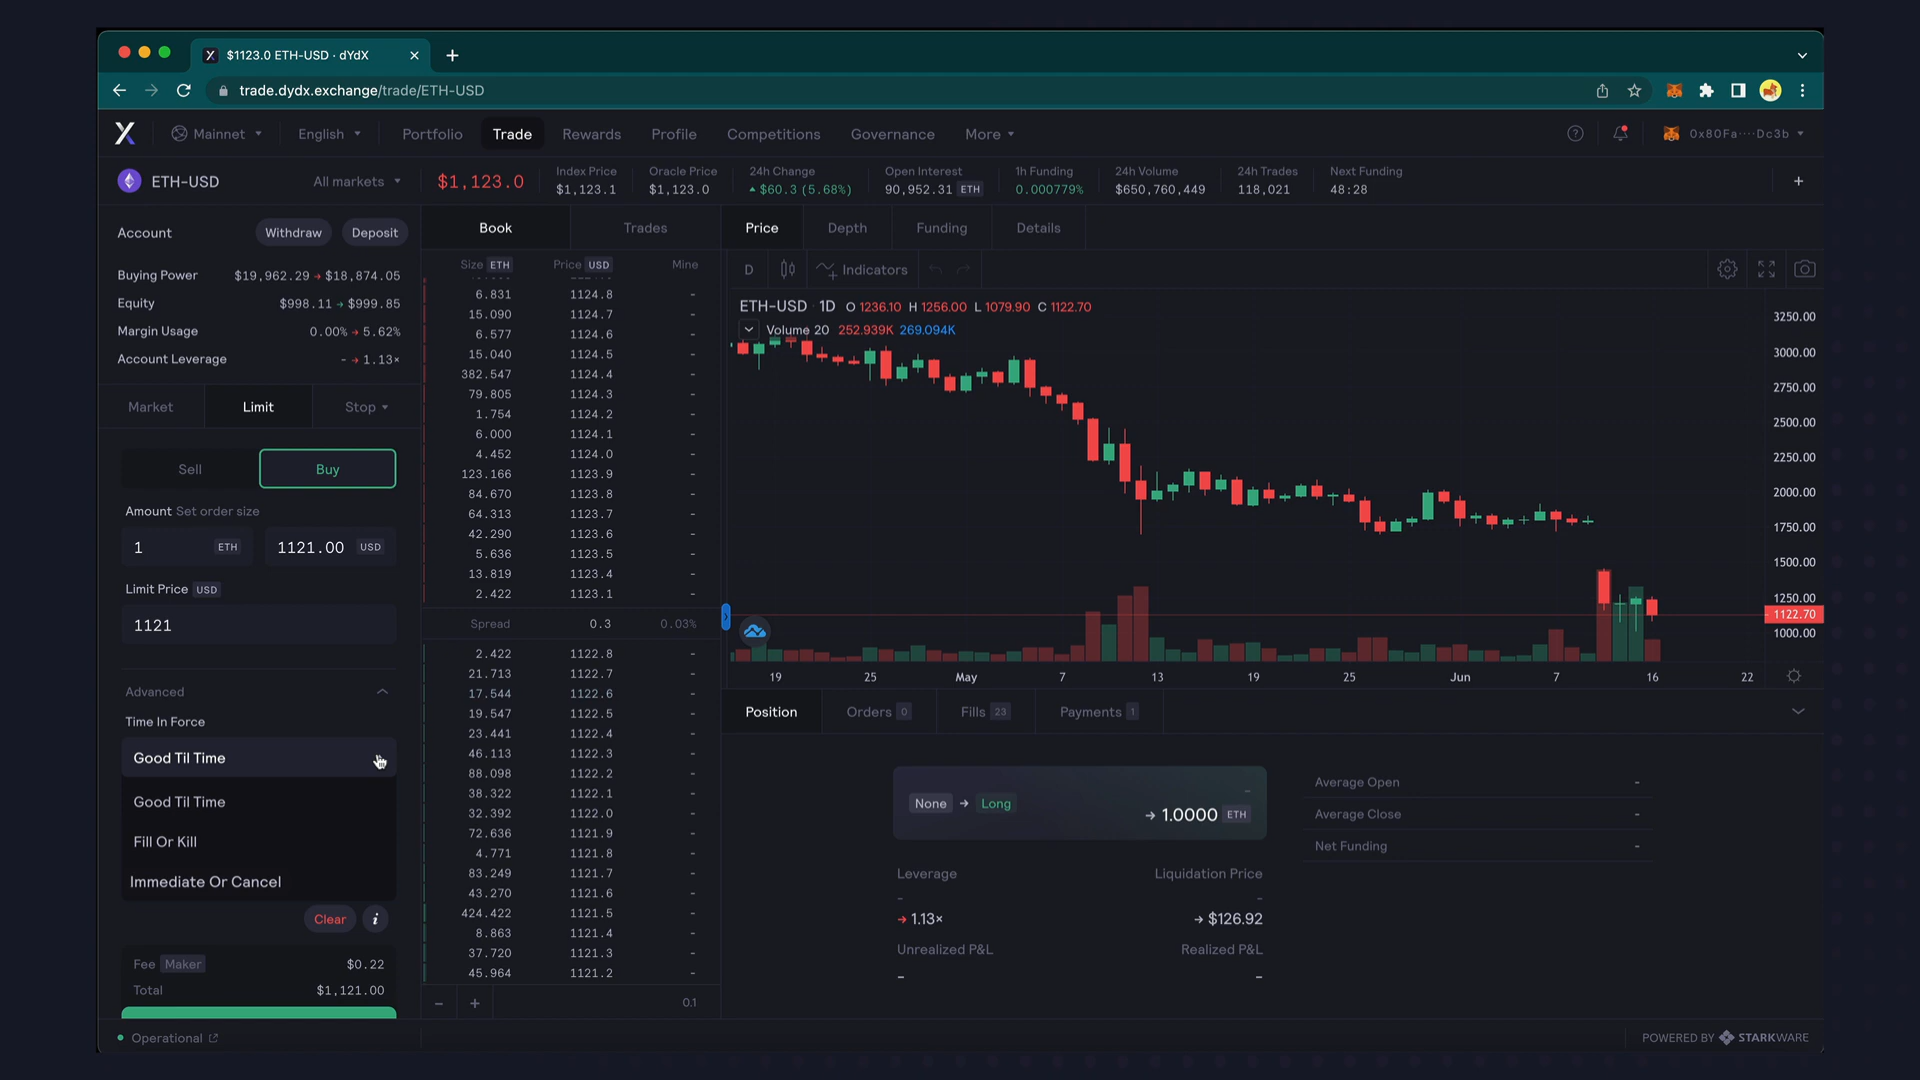 $1123.0 ETH-USD · dYdX
trade.dydx.exchange/trade/ETH-USD
Mainnet English Portfolio Trade Rewards Profile Competitions Governance More 0x80Fa····Dc3b
ETH-USD All markets $1,123.0
Index Price $1,123.1
Oracle Price $1,123.0
24h Change $60.3 (5.68%)
Open Interest 90,952.31 ETH
1h Funding 0.000779%
24h Volume $650,760,449
24h Trades 118,021
Next Funding 48:28
Account Withdraw Deposit
Buying Power $19,962.29 → $18,874.05
Equity $998.11 → $999.85
Margin Usage 0.00% → 5.62%
Account Leverage - → 1.13×
Market Limit Stop
Sell Buy
Amount Set order size
1 ETH 1121.00 USD
Limit Price USD
1121
Advanced
Time In Force
Good Til Time
Good Til Time
Fill Or Kill
Immediate Or Cancel
Clear i
Fee Maker $0.22
Total $1,121.00
Book Trades
Size ETH Price USD Mine
6.831 1124.8 -
15.090 1124.7 -
6.577 1124.6 -
15.040 1124.5 -
382.547 1124.4 -
79.805 1124.3 -
1.754 1124.2 -
6.000 1124.1 -
4.452 1124.0 -
123.166 1123.9 -
84.670 1123.8 -
64.313 1123.7 -
42.290 1123.6 -
5.636 1123.5 -
13.819 1123.4 -
2.422 1123.1 -
Spread 0.3 0.03%
2.422 1122.8 -
21.713 1122.7 -
17.544 1122.6 -
19.547 1122.5 -
23.441 1122.4 -
46.113 1122.3 -
88.098 1122.2 -
38.322 1122.1 -
32.392 1122.0 -
72.636 1121.9 -
4.771 1121.8 -
83.249 1121.7 -
43.270 1121.6 -
424.422 1121.5 -
8.863 1121.4 -
37.720 1121.3 -
45.964 1121.2 -
− + 0.1
Price Depth Funding Details
D Indicators
ETH-USD · 1D O 1236.10 H 1256.00 L 1079.90 C 1122.70
Volume 20 252.939K 269.094K
3250.00
3000.00
2750.00
2500.00
2250.00
2000.00
1750.00
1500.00
1250.00
1122.70
1000.00
19 25 May 7 13 19 25 Jun 7 16 22
Position Orders 0 Fills 23 Payments 1
None → Long -
→ 1.0000 ETH
Leverage
-
→ 1.13×
Liquidation Price
-
→ $126.92
Unrealized P&L
-
Realized P&L
-
Average Open -
Average Close -
Net Funding -
Operational
POWERED BY STARKWARE